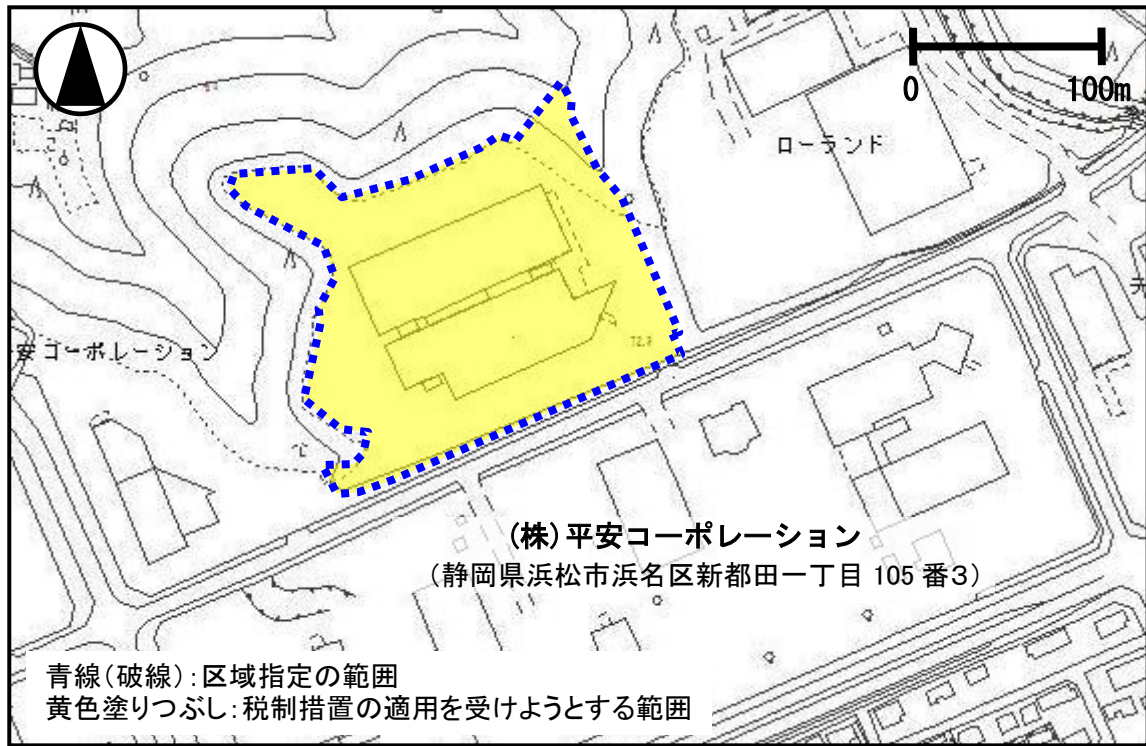 0
100m
ローランド
安コーポレーション
72.3
(株)平安コーポレーション
(静岡県浜松市浜名区新都田一丁目 105 番3)
青線(破線):区域指定の範囲
黄色塗りつぶし:税制措置の適用を受けようとする範囲